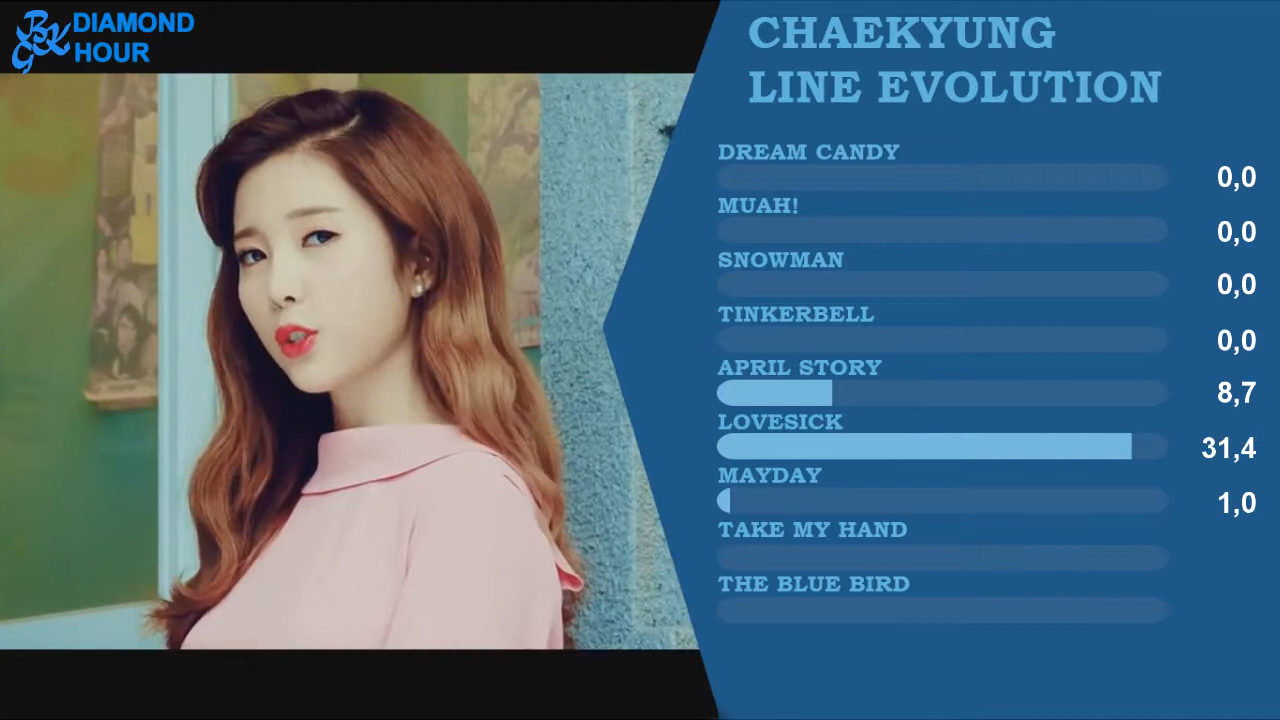 DIAMOND
HOUR
CHAEKYUNG
LINE EVOLUTION
DREAM CANDY
0,0
MUAH!
0,0
SNOWMAN
0,0
TINKERBELL
0,0
APRIL STORY
8,7
LOVESICK
31,4
MAYDAY
1,0
TAKE MY HAND
THE BLUE BIRD